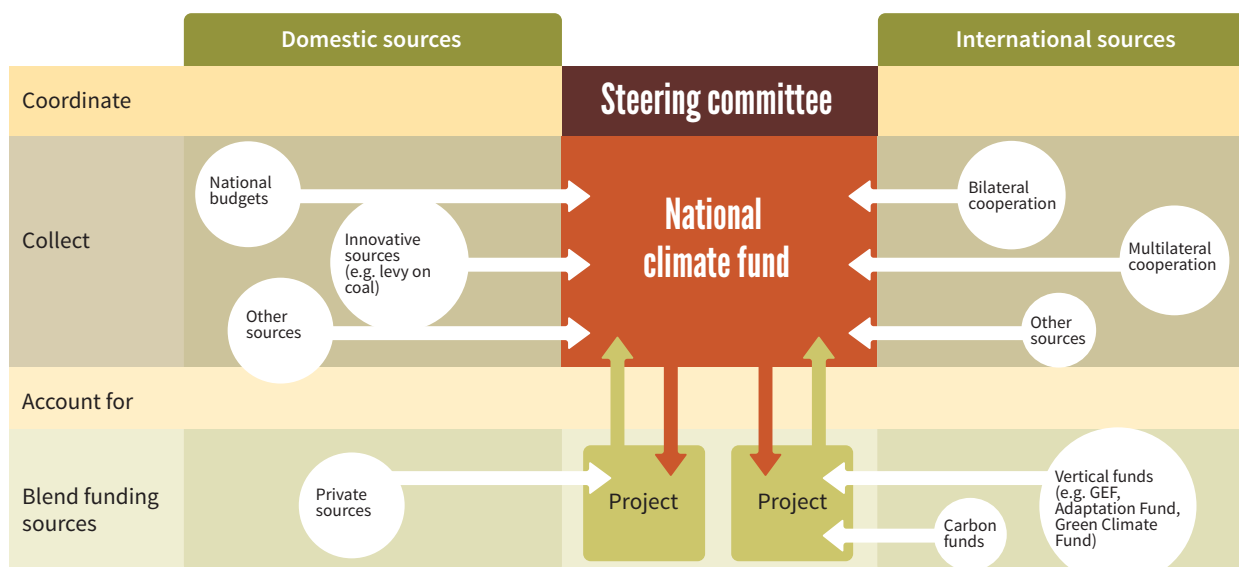 Domestic sources
International sources
Coordinate
Steering committee
Collect
National
budgets
Innovative
sources
(e.g. levy on
coal)
Other
sources
National
climate fund
Bilateral
cooperation
Multilateral
cooperation
Other
sources
Account for
Blend funding
sources
Private
sources
Project
Project
Carbon
funds
Vertical funds
(e.g. GEF,
Adaptation Fund,
Green Climate
Fund)